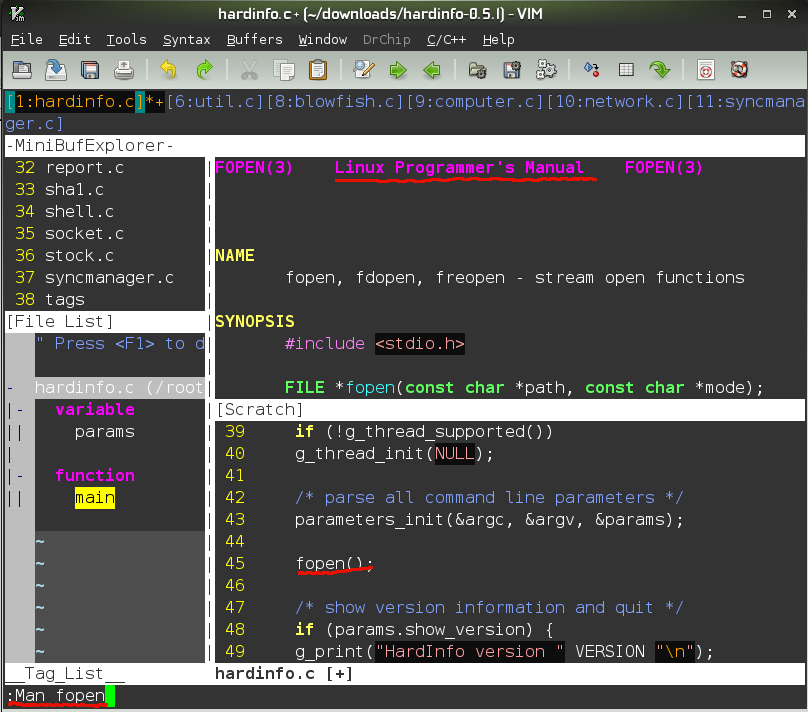 hardinfo.c + (~/downloads/hardinfo-0.5.1) - VIM
File Edit Tools Syntax Buffers Window DrChip C/C++ Help
[1:hardinfo.c]*+[6:util.c][8:blowfish.c][9:computer.c][10:network.c][11:syncmana
ger.c]
-MiniBufExplorer-
32 report.c
33 sha1.c
34 shell.c
35 socket.c
36 stock.c
37 syncmanager.c
38 tags
[File List]
" Press <F1> to d
- hardinfo.c (/root
|- variable
|| params
|
|- function
|| main
~
~
~
~
~
~
__Tag_List__
FOPEN(3) Linux Programmer's Manual FOPEN(3)
NAME
fopen, fdopen, freopen - stream open functions
SYNOPSIS
#include <stdio.h>
FILE *fopen(const char *path, const char *mode);
[Scratch]
39 if (!g_thread_supported())
40 g_thread_init(NULL);
41
42 /* parse all command line parameters */
43 parameters_init(&argc, &argv, &params);
44
45 fopen();
46
47 /* show version information and quit */
48 if (params.show_version) {
49 g_print("HardInfo version " VERSION "\n");
hardinfo.c [+]
:Man fopen